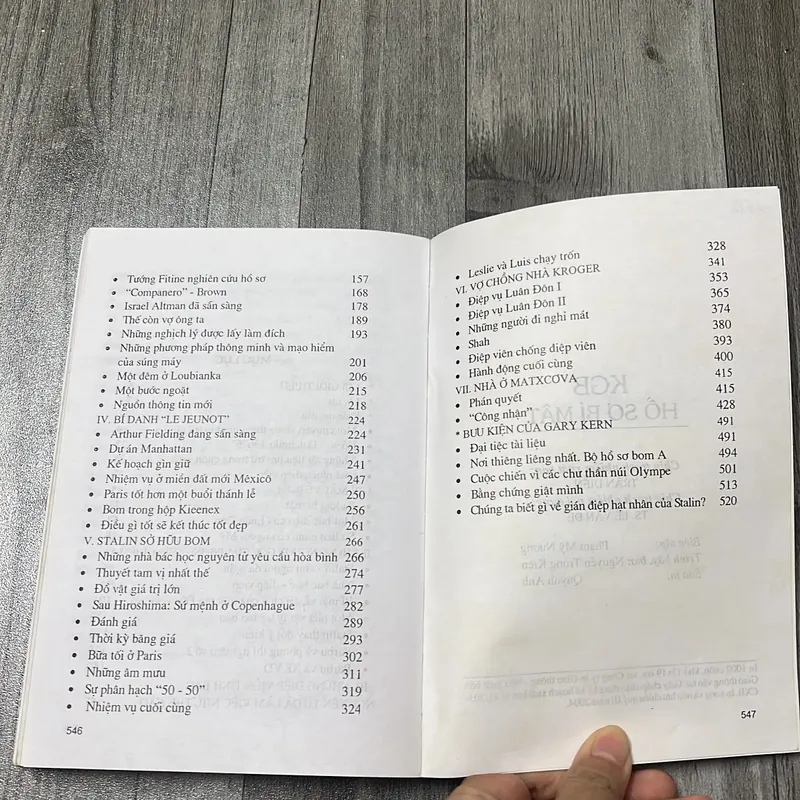 • Tướng Fitine nghiên cứu hồ sơ 157
• “Companero” - Brown 168
• Israel Altman đã sẵn sàng 178
• Thế còn vợ ông ta 189
• Những nghịch lý được lấy làm đích 193
• Những phương pháp thông minh và mạo hiểm
của súng máy 201
• Một đêm ở Loubianka 206
• Một bước ngoặt 215
• Nguồn thông tin mới 218
IV. BÍ DANH “LE JEUNOT” 224
• Arthur Fielding đang sẵn sàng 224
• Dự án Manhattan 231
• Kế hoạch gìn giữ 241
• Nhiệm vụ ở miền đất mới Mêxicô 247
• Paris tốt hơn một buổi thánh lễ 250
• Bom trong hộp Kieenex 256
• Điều gì tốt sẽ kết thúc tốt đẹp 261
V. STALIN SỞ HỮU BOM 266
• Những nhà bác học nguyên tử yêu cầu hòa bình 266
• Thuyết tam vị nhất thế 274
• Đồ vật giá trị lớn 277
• Sau Hiroshima: Sứ mệnh ở Copenhague 282
• Đánh giá 289
• Thời kỳ băng giá 293
• Bữa tối ở Paris 302
• Những âm mưu 311
• Sự phân hạch “50 - 50” 319
• Nhiệm vụ cuối cùng 324
546
• Leslie và Luis chạy trốn 328
VI. VỢ CHỒNG NHÀ KROGER 341
• Điệp vụ Luân Đôn I 353
• Điệp vụ Luân Đôn II 365
• Những người đi nghỉ mát 374
• Shah 380
• Điệp viên chống điệp viên 393
• Hành động cuối cùng 400
VII. NHÀ Ở MATXCƠVA 415
• Phán quyết 415
• “Công nhận” 428
* BƯU KIỆN CỦA GARY KERN 491
• Đại tiệc tài liệu 491
• Nơi thiêng liêng nhất. Bộ hồ sơ bom A 494
• Cuộc chiến vì các chư thần núi Olympe 501
• Bằng chứng giật mình 513
• Chúng ta biết gì về gián điệp hạt nhân của Stalin? 520
547